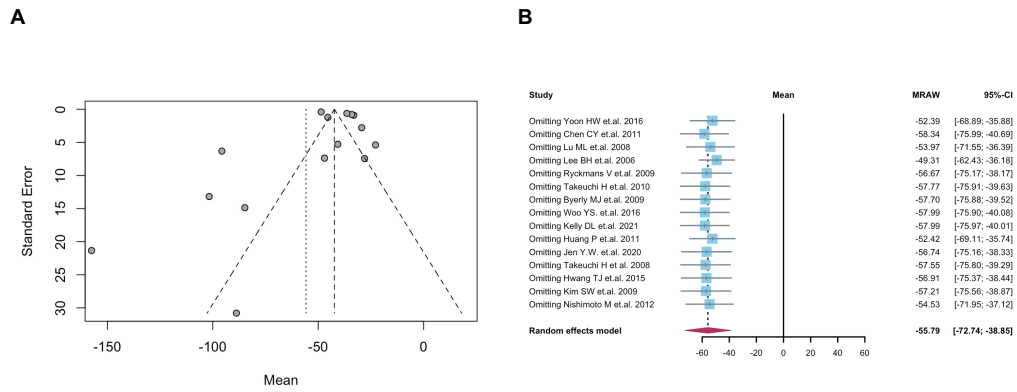 A
B
0
5
10
15
20
25
30
Standard Error
-150
-100
-50
0
Mean
Study Mean MRAW 95%-CI
Omitting Yoon HW et.al. 2016 -52.39 [-68.89; -35.88]
Omitting Chen CY et.al. 2011 -58.34 [-75.99; -40.69]
Omitting Lu ML et.al. 2008 -53.97 [-71.55; -36.39]
Omitting Lee BH et.al. 2006 -49.31 [-62.43; -36.18]
Omitting Ryckmans V et.al. 2009 -56.67 [-75.17; -38.17]
Omitting Takeuchi H et.al. 2010 -57.77 [-75.91; -39.63]
Omitting Byerly MJ et.al. 2009 -57.70 [-75.88; -39.52]
Omitting Woo YS. et.al. 2016 -57.99 [-75.90; -40.08]
Omitting Kelly DL et.al. 2021 -57.99 [-75.97; -40.01]
Omitting Huang P et.al. 2011 -52.42 [-69.11; -35.74]
Omitting Jen Y.W. et.al. 2020 -56.74 [-75.16; -38.33]
Omitting Takeuchi H et.al. 2008 -57.55 [-75.80; -39.29]
Omitting Hwang TJ et.al. 2015 -56.91 [-75.37; -38.44]
Omitting Kim SW et.al. 2009 -57.21 [-75.56; -38.87]
Omitting Nishimoto M et.al. 2012 -54.53 [-71.95; -37.12]
Random effects model -55.79 [-72.74; -38.85]
-60 -40 -20 0 20 40 60